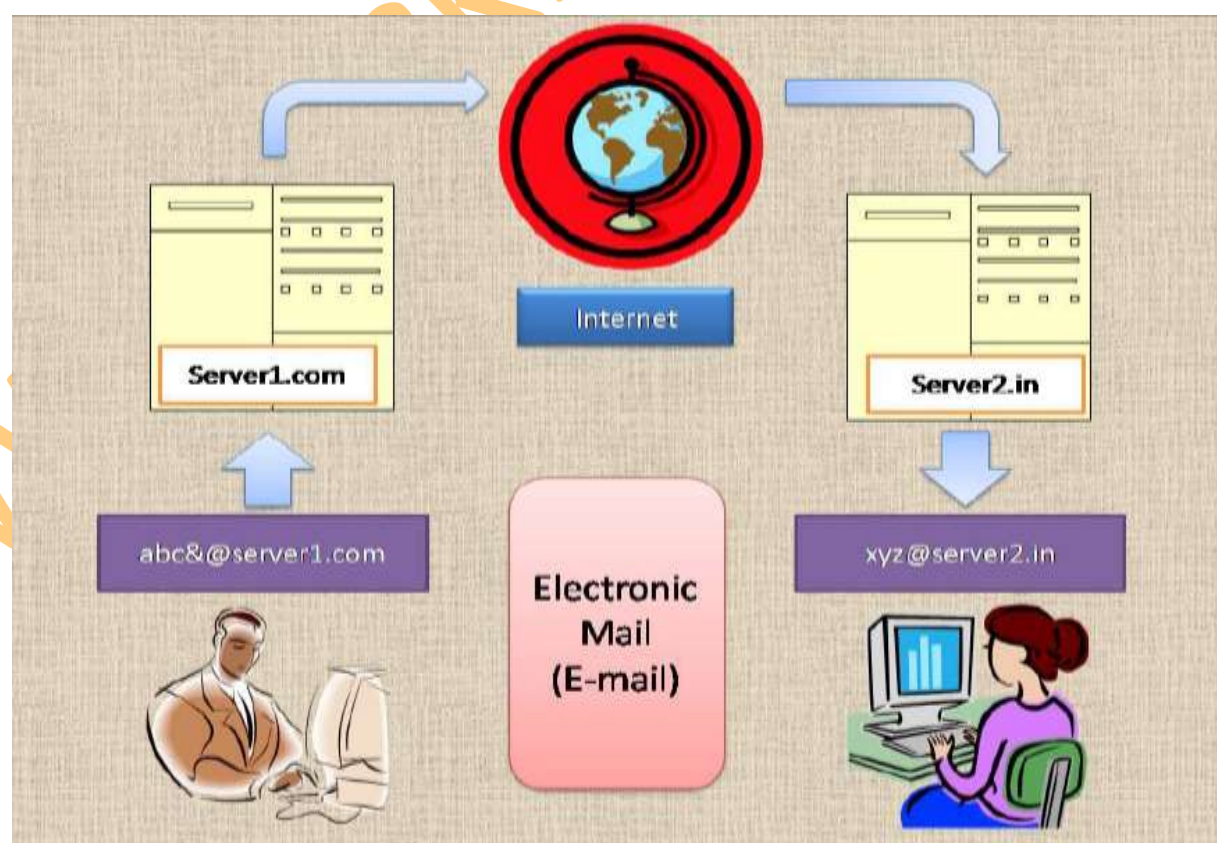 Internet
Server1.com
Server2.in
abc&@server1.com
xyz@server2.in
Electronic
Mail
(E-mail)